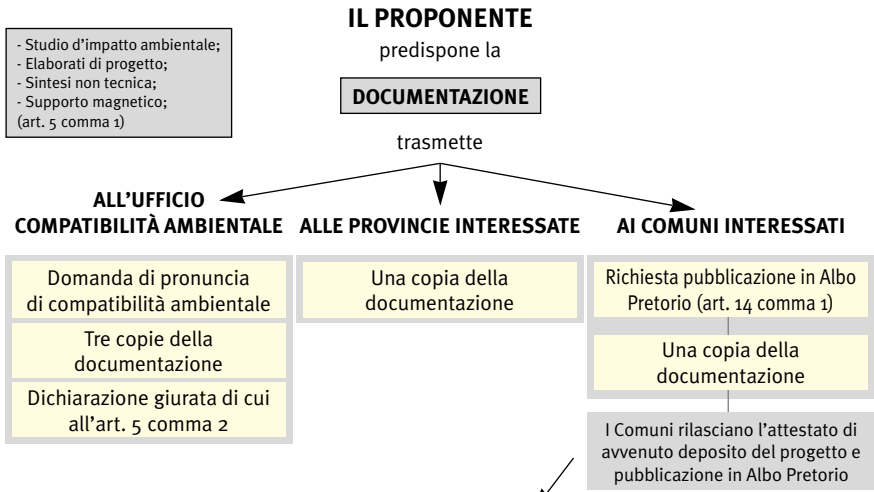 IL PROPONENTE
predispone la
- Studio d'impatto ambientale;
- Elaborati di progetto;
- Sintesi non tecnica;
- Supporto magnetico;
(art. 5 comma 1)
DOCUMENTAZIONE
trasmette
ALL'UFFICIO
COMPATIBILITÀ AMBIENTALE
Domanda di pronuncia
di compatibilità ambientale
Tre copie della
documentazione
Dichiarazione giurata di cui
all'art. 5 comma 2
ALLE PROVINCIE INTERESSATE
Una copia della
documentazione
AI COMUNI INTERESSATI
Richiesta pubblicazione in Albo
Pretorio (art. 14 comma 1)
Una copia della
documentazione
I Comuni rilasciano l'attestato di
avvenuto deposito del progetto e
pubblicazione in Albo Pretorio